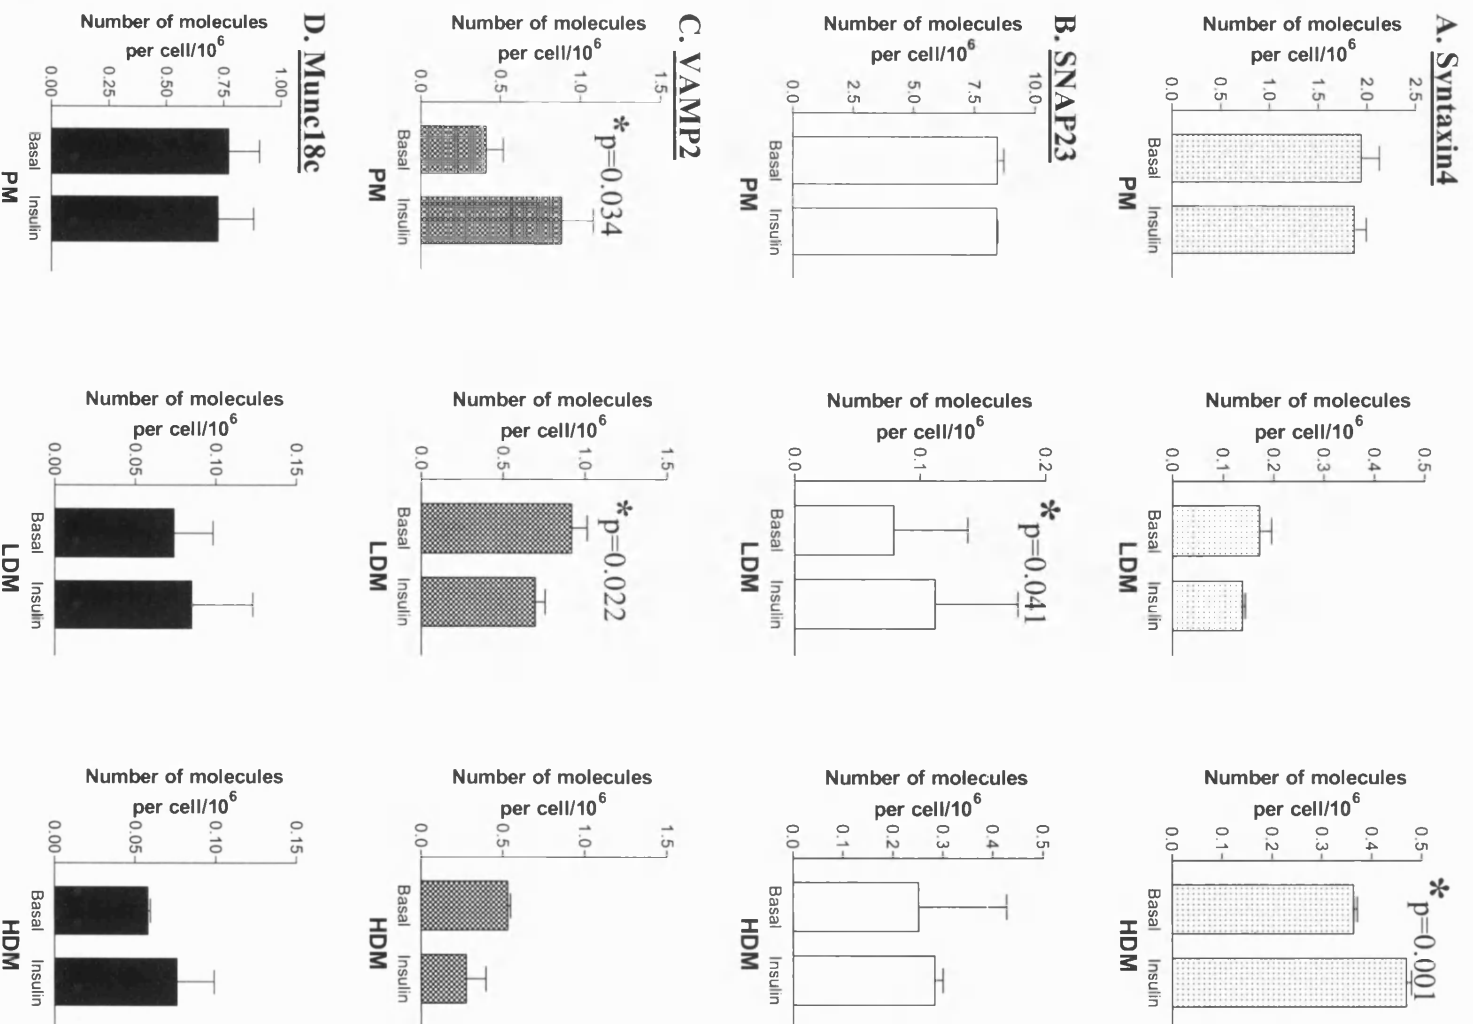 A. Syntaxin4
Number of molecules
per cell/10^6
0.0
0.5
1.0
1.5
2.0
2.5
Basal
Insulin
PM
Number of molecules
per cell/10^6
0.0
0.1
0.2
0.3
0.4
0.5
Basal
Insulin
LDM
Number of molecules
per cell/10^6
0.0
0.1
0.2
0.3
0.4
0.5
* p=0.001
Basal
Insulin
HDM
B. SNAP23
Number of molecules
per cell/10^6
0.0
2.5
5.0
7.5
10.0
Basal
Insulin
PM
Number of molecules
per cell/10^6
0.0
0.1
0.2
* p=0.041
Basal
Insulin
LDM
Number of molecules
per cell/10^6
0.0
0.1
0.2
0.3
0.4
0.5
Basal
Insulin
HDM
C. VAMP2
Number of molecules
per cell/10^6
0.0
0.5
1.0
1.5
* p=0.034
Basal
Insulin
PM
Number of molecules
per cell/10^6
0.0
0.5
1.0
1.5
* p=0.022
Basal
Insulin
LDM
Number of molecules
per cell/10^6
0.0
0.5
1.0
1.5
Basal
Insulin
HDM
D. Munc18c
Number of molecules
per cell/10^6
0.00
0.25
0.50
0.75
1.00
Basal
Insulin
PM
Number of molecules
per cell/10^6
0.00
0.05
0.10
0.15
Basal
Insulin
LDM
Number of molecules
per cell/10^6
0.00
0.05
0.10
0.15
Basal
Insulin
HDM